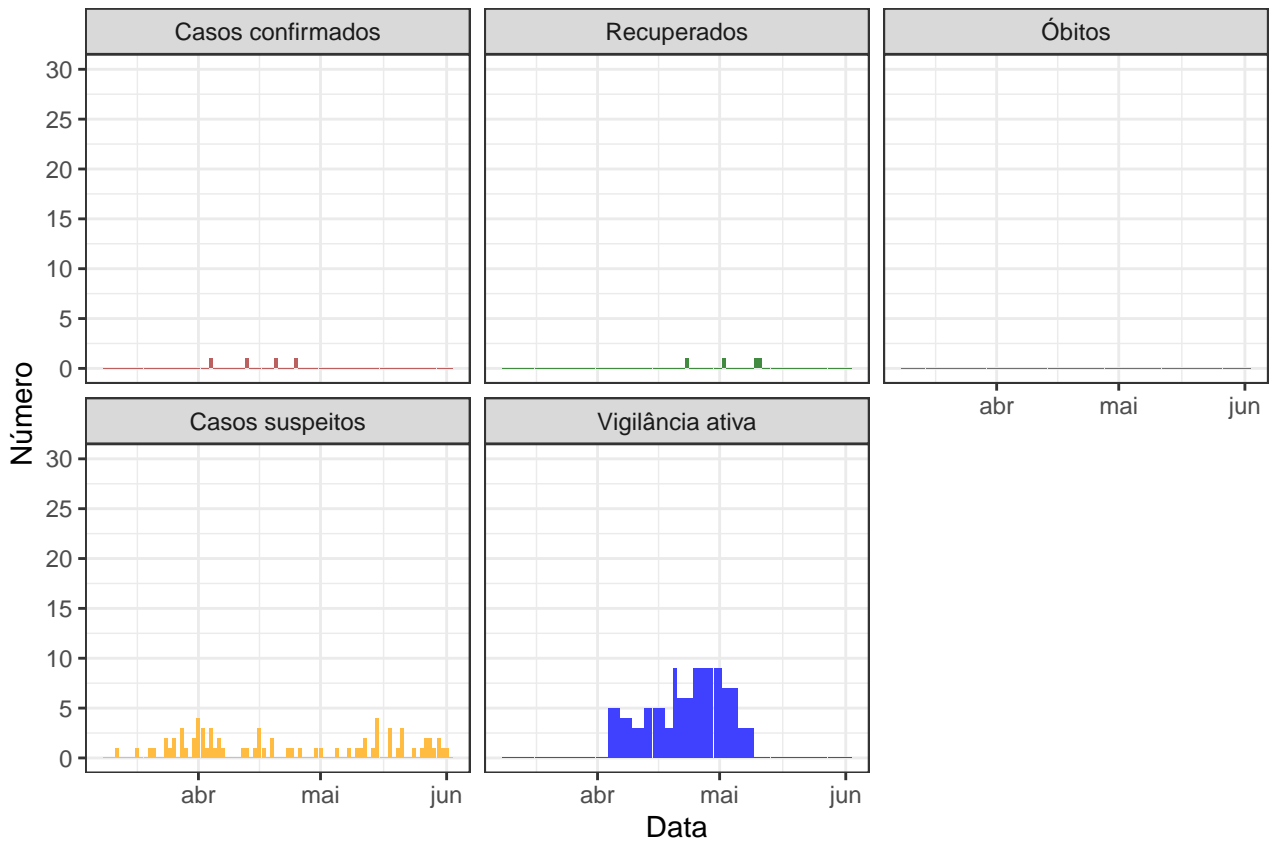 Casos confirmados
Recuperados
Óbitos
30
25
20
15
10
5
0
abr mai jun
Número
Casos suspeitos
Vigilância ativa
30
25
20
15
10
5
0
abr mai jun
abr mai jun
Data